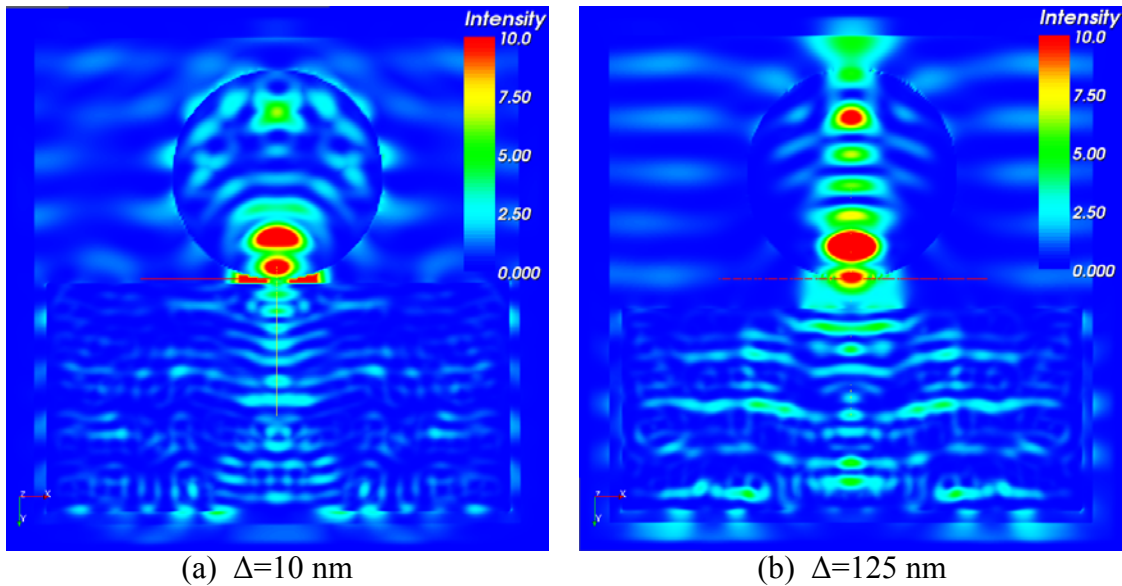 Intensity
10.0
7.50
5.00
2.50
0.000
Z X
Y
(a) Δ=10 nm
Intensity
10.0
7.50
5.00
2.50
0.000
Z X
Y
(b) Δ=125 nm